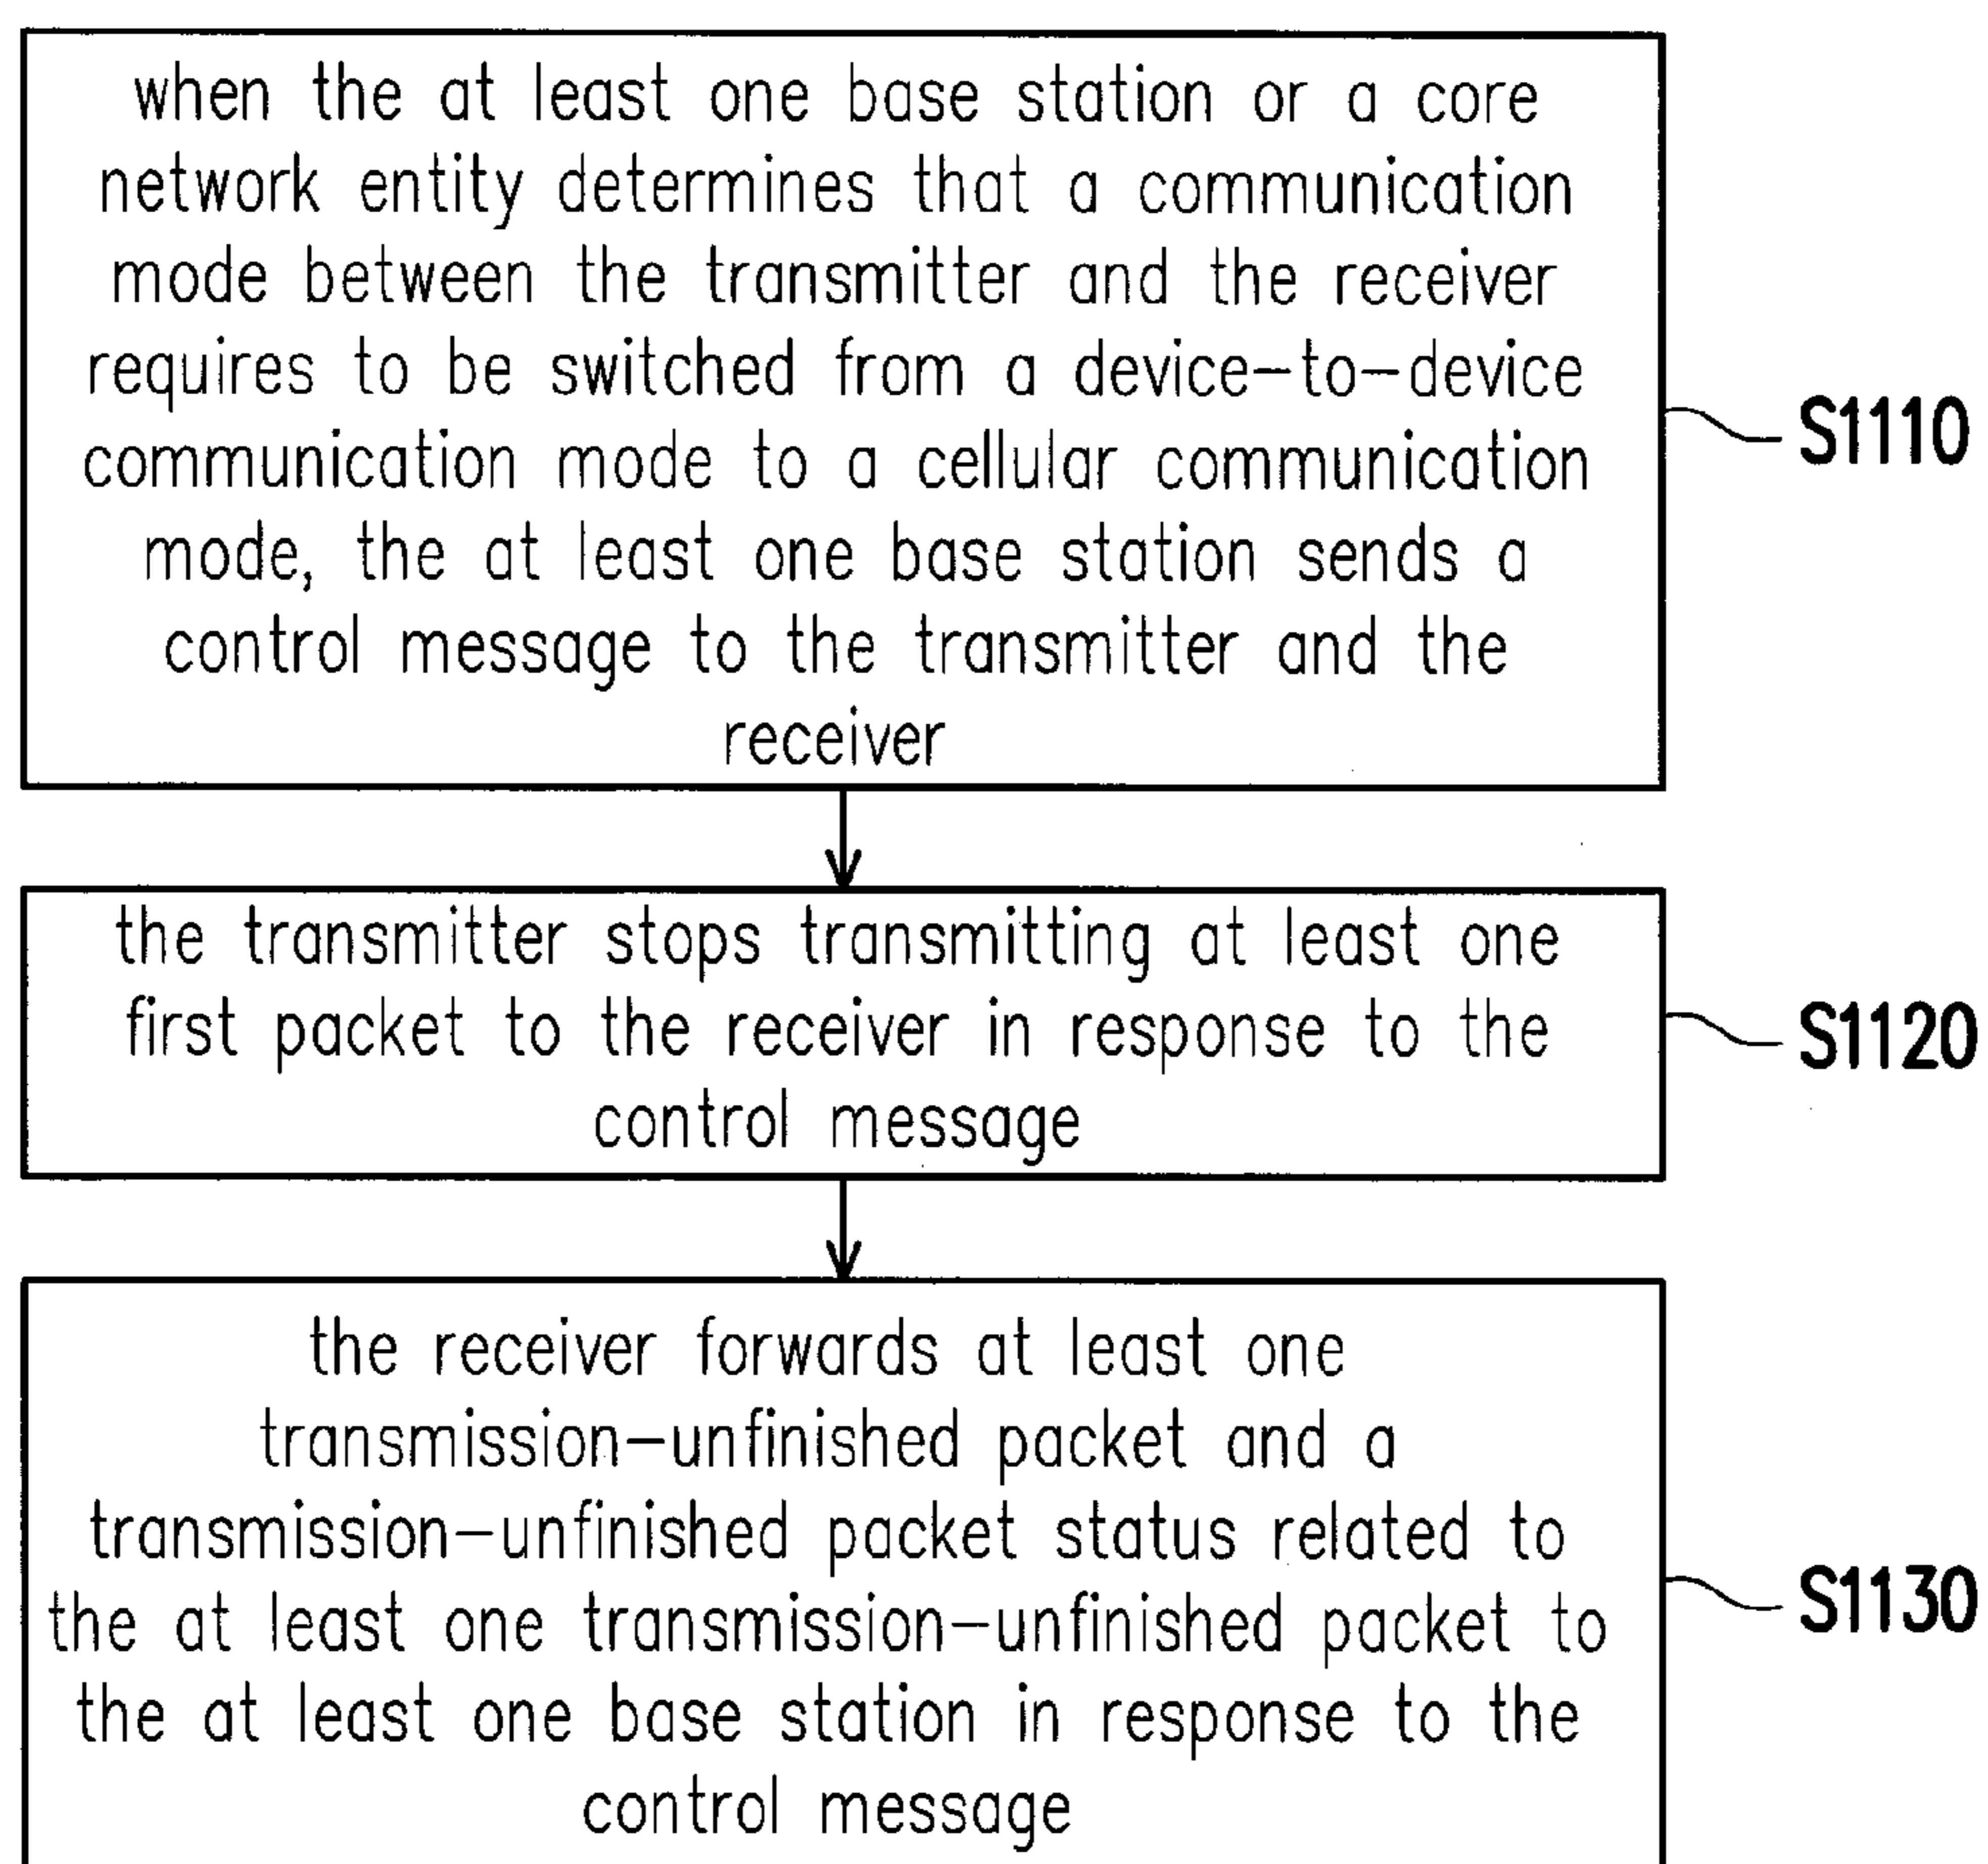 when the at least one base station or a core
network entity determines that a communication
mode between the transmitter and the receiver
requires to be switched from a device-to-device
communication mode to a cellular communication
mode, the at least one base station sends a
control message to the transmitter and the
receiver
S1110
the transmitter stops transmitting at least one
first packet to the receiver in response to the
control message
S1120
the receiver forwards at least one
transmission-unfinished packet and a
transmission-unfinished packet status related to
the at least one transmission-unfinished packet to
the at least one base station in response to the
control message
S1130